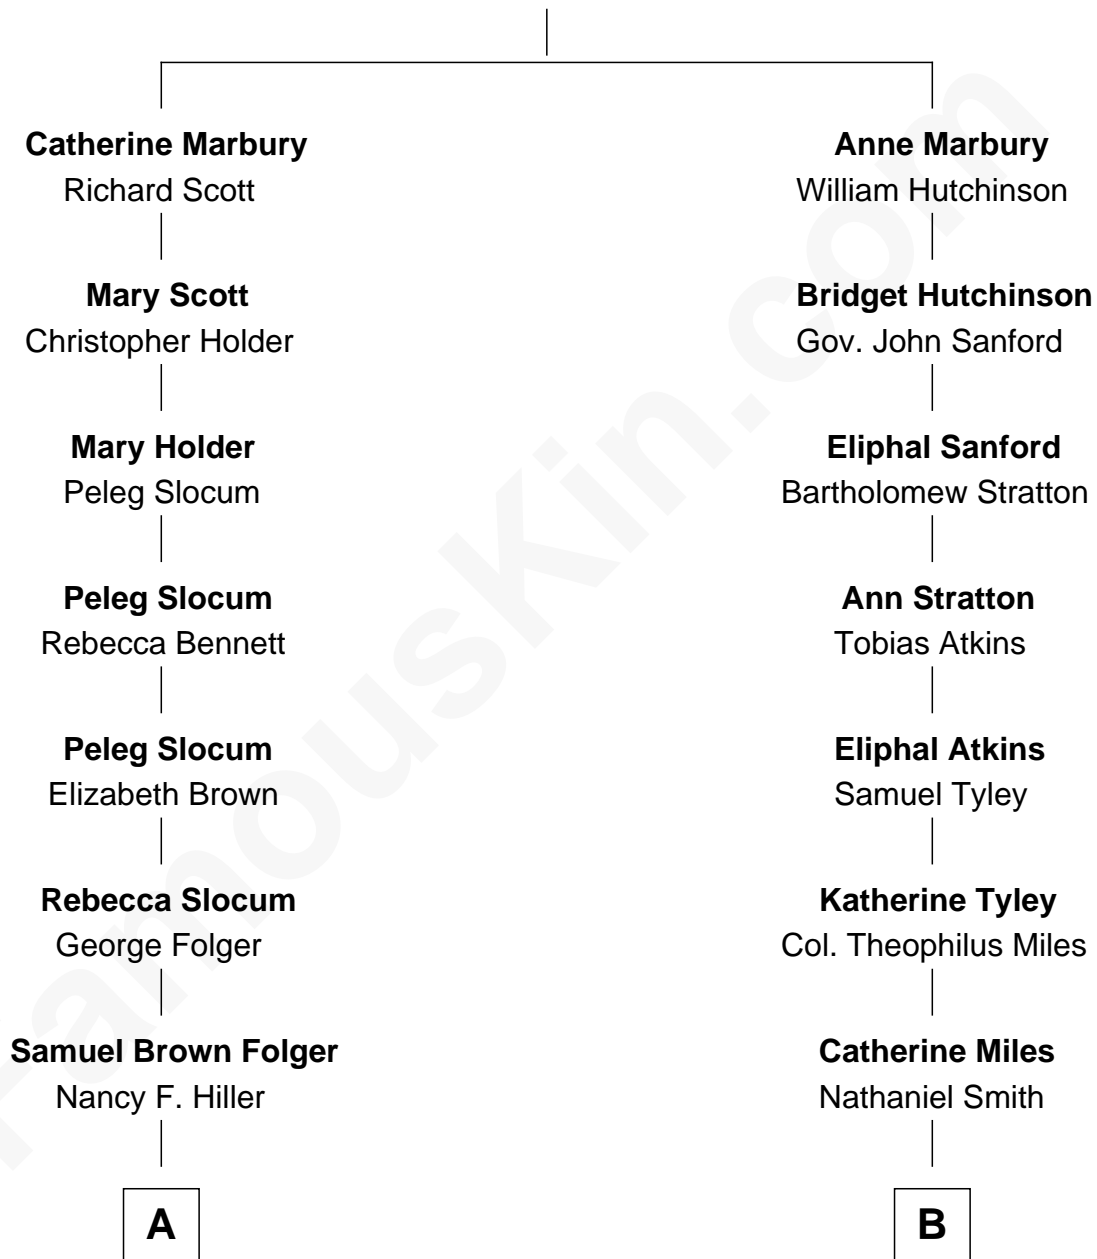 Catherine Marbury
Richard Scott
Mary Scott
Christopher Holder
Mary Holder
Peleg Slocum
Peleg Slocum
Rebecca Bennett
Peleg Slocum
Elizabeth Brown
Rebecca Slocum
George Folger
Samuel Brown Folger
Nancy F. Hiller
A
Anne Marbury
William Hutchinson
Bridget Hutchinson
Gov. John Sanford
Eliphal Sanford
Bartholomew Stratton
Ann Stratton
Tobias Atkins
Eliphal Atkins
Samuel Tyley
Katherine Tyley
Col. Theophilus Miles
Catherine Miles
Nathaniel Smith
B
FamousKin.com